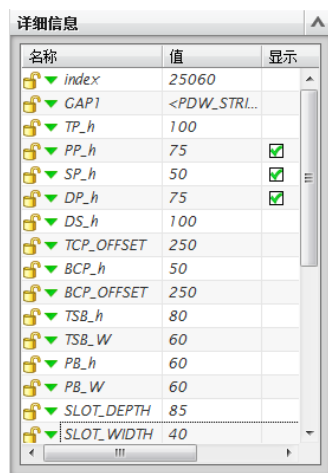 详细信息
名称 值 显示
index 25060
GAP1 <PDW_STRI...
TP_h 100
PP_h 75
SP_h 50
DP_h 75
DS_h 100
TCP_OFFSET 250
BCP_h 50
BCP_OFFSET 250
TSB_h 80
TSB_W 60
PB_h 60
PB_W 60
SLOT_DEPTH 85
SLOT_WIDTH 40